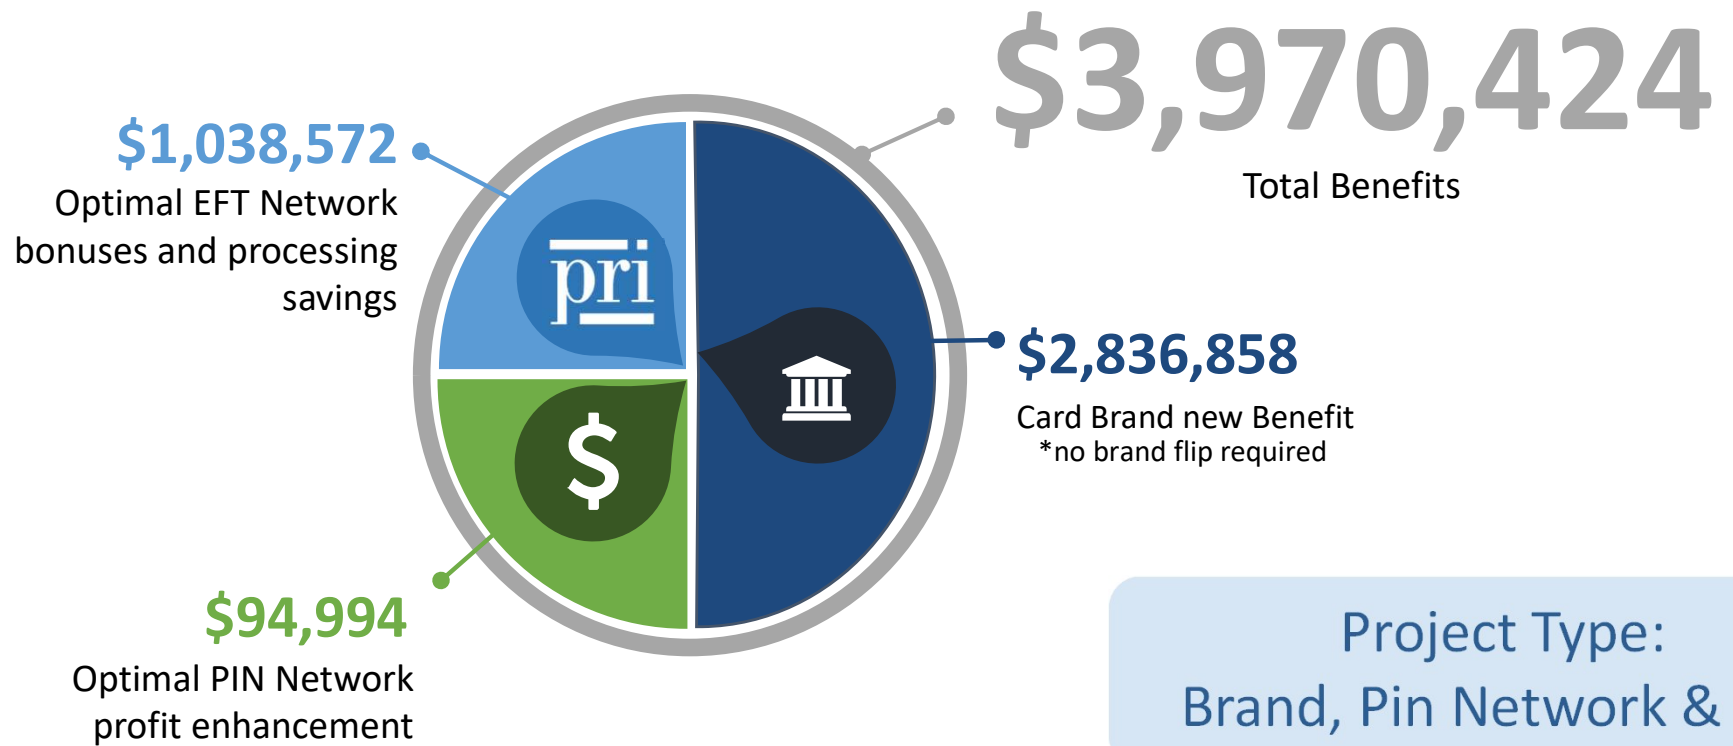 $3,970,424
Total Benefits
$1,038,572
Optimal EFT Network
bonuses and processing
savings
pri
$2,836,858
Card Brand new Benefit
*no brand flip required
$
$94,994
Optimal PIN Network
profit enhancement
Project Type:
Brand, Pin Network &